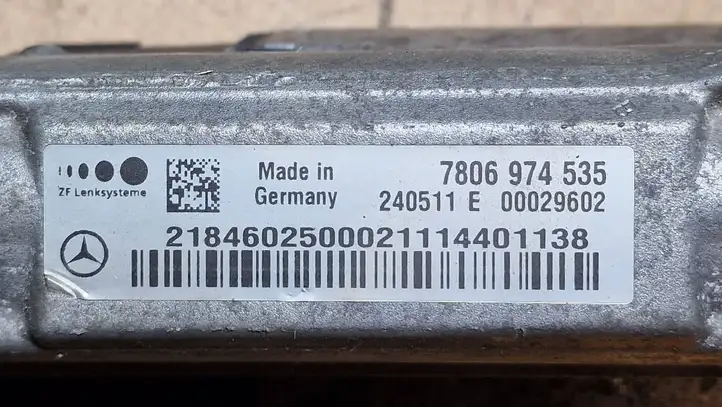 ZF Lenksysteme
Made in
Germany
7806 974 535
240511 E 00029602
2184602500021114401138